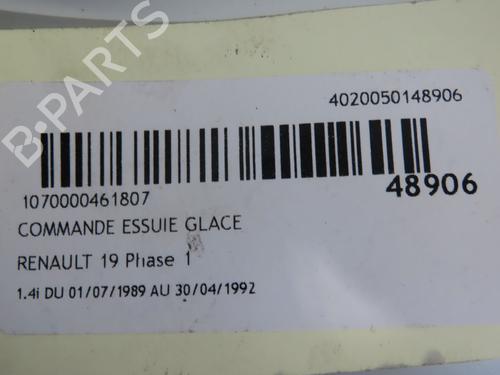 4020050148906
48906
1070000461807
COMMANDE ESSUIE GLACE
RENAULT 19 Phase 1
1.4i DU 01/07/1989 AU 30/04/1992
B-PARTS